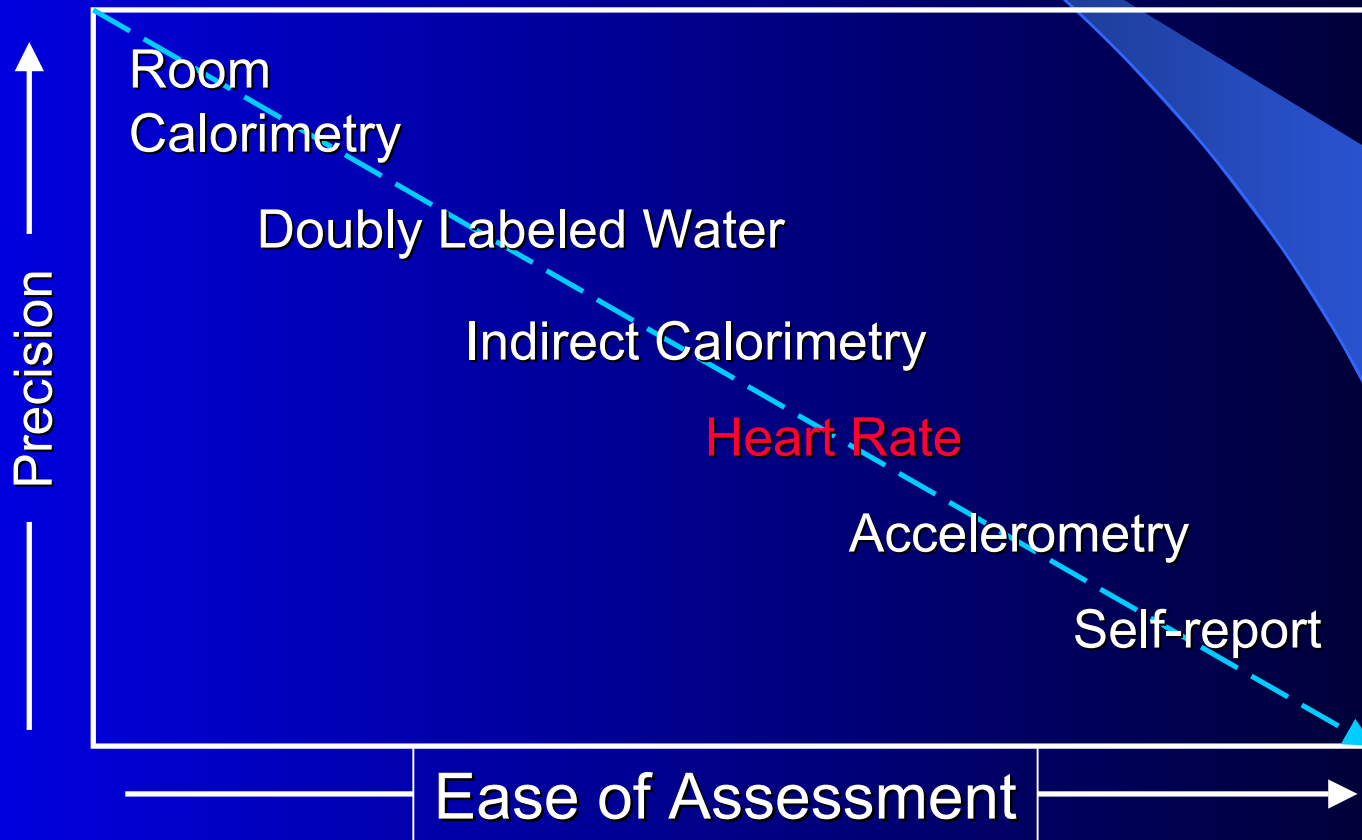 Room
Calorimetry
Doubly Labeled Water
Indirect Calorimetry
Heart Rate
Accelerometry
Self-report
Precision
Ease of Assessment